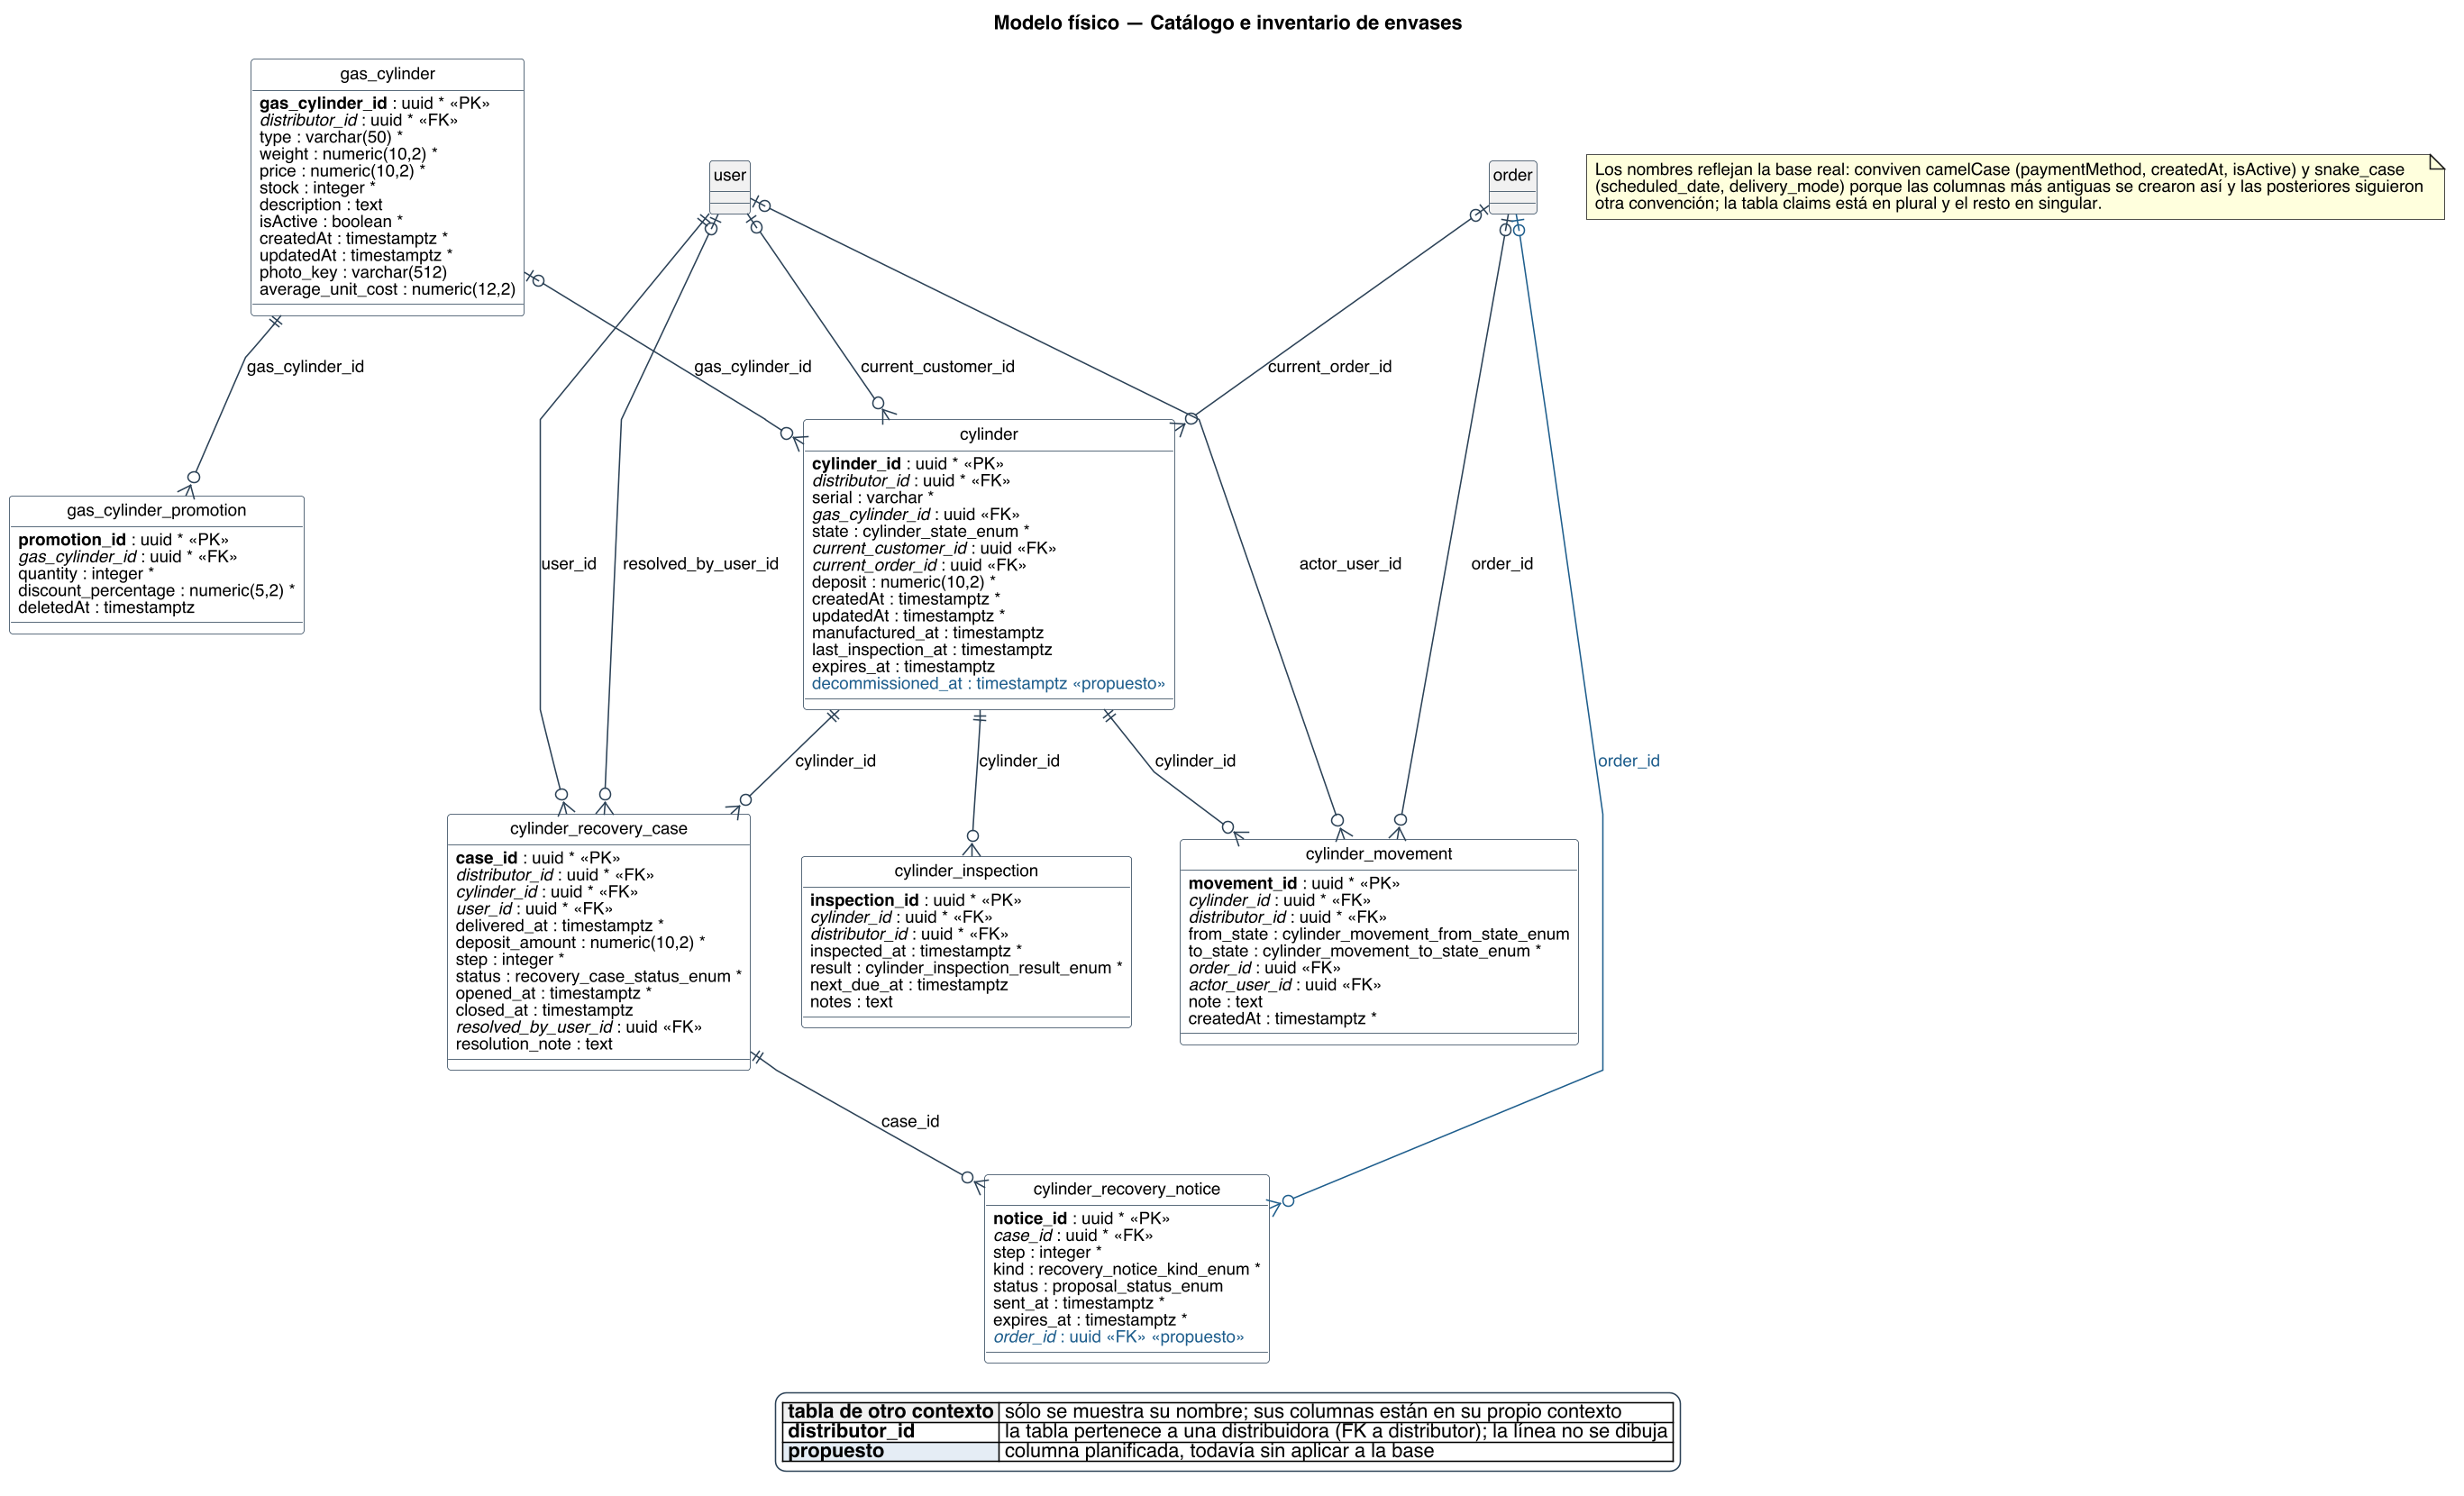 Modelo físico — Catálogo e inventario de envases
gas_cylinder
gas_cylinder_id : uuid * «PK»
distributor_id : uuid * «FK»
type : varchar(50) *
weight : numeric(10,2) *
price : numeric(10,2) *
stock : integer *
description : text
isActive : boolean *
createdAt : timestamptz *
updatedAt : timestamptz *
photo_key : varchar(512)
average_unit_cost : numeric(12,2)
user
order
Los nombres reflejan la base real: conviven camelCase (paymentMethod, createdAt, isActive) y snake_case
(scheduled_date, delivery_mode) porque las columnas más antiguas se crearon así y las posteriores siguieron
otra convención; la tabla claims está en plural y el resto en singular.
gas_cylinder_id
gas_cylinder_id
current_customer_id
current_order_id
gas_cylinder_promotion
promotion_id : uuid * «PK»
gas_cylinder_id : uuid * «FK»
quantity : integer *
discount_percentage : numeric(5,2) *
deletedAt : timestamptz
user_id
resolved_by_user_id
cylinder
cylinder_id : uuid * «PK»
distributor_id : uuid * «FK»
serial : varchar *
gas_cylinder_id : uuid «FK»
state : cylinder_state_enum *
current_customer_id : uuid «FK»
current_order_id : uuid «FK»
deposit : numeric(10,2) *
createdAt : timestamptz *
updatedAt : timestamptz *
manufactured_at : timestamptz
last_inspection_at : timestamptz
expires_at : timestamptz
decommissioned_at : timestamptz «propuesto»
actor_user_id
order_id
cylinder_id
cylinder_id
cylinder_id
order_id
cylinder_recovery_case
case_id : uuid * «PK»
distributor_id : uuid * «FK»
cylinder_id : uuid * «FK»
user_id : uuid * «FK»
delivered_at : timestamptz *
deposit_amount : numeric(10,2) *
step : integer *
status : recovery_case_status_enum *
opened_at : timestamptz *
closed_at : timestamptz
resolved_by_user_id : uuid «FK»
resolution_note : text
cylinder_inspection
inspection_id : uuid * «PK»
cylinder_id : uuid * «FK»
distributor_id : uuid * «FK»
inspected_at : timestamptz *
result : cylinder_inspection_result_enum *
next_due_at : timestamptz
notes : text
cylinder_movement
movement_id : uuid * «PK»
cylinder_id : uuid * «FK»
distributor_id : uuid * «FK»
from_state : cylinder_movement_from_state_enum
to_state : cylinder_movement_to_state_enum *
order_id : uuid «FK»
actor_user_id : uuid «FK»
note : text
createdAt : timestamptz *
case_id
cylinder_recovery_notice
notice_id : uuid * «PK»
case_id : uuid * «FK»
step : integer *
kind : recovery_notice_kind_enum *
status : proposal_status_enum
sent_at : timestamptz *
expires_at : timestamptz *
order_id : uuid «FK» «propuesto»
tabla de otro contexto sólo se muestra su nombre; sus columnas están en su propio contexto
distributor_id la tabla pertenece a una distribuidora (FK a distributor); la línea no se dibuja
propuesto columna planificada, todavía sin aplicar a la base